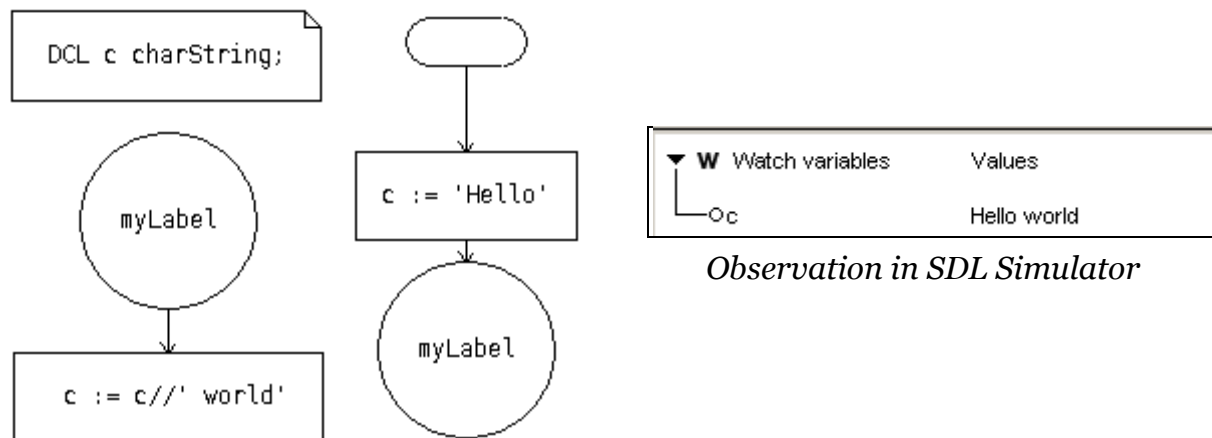 DCL c charString;
myLabel
c := c//' world'
c := 'Hello'
myLabel
W Watch variables Values
c Hello world
Observation in SDL Simulator